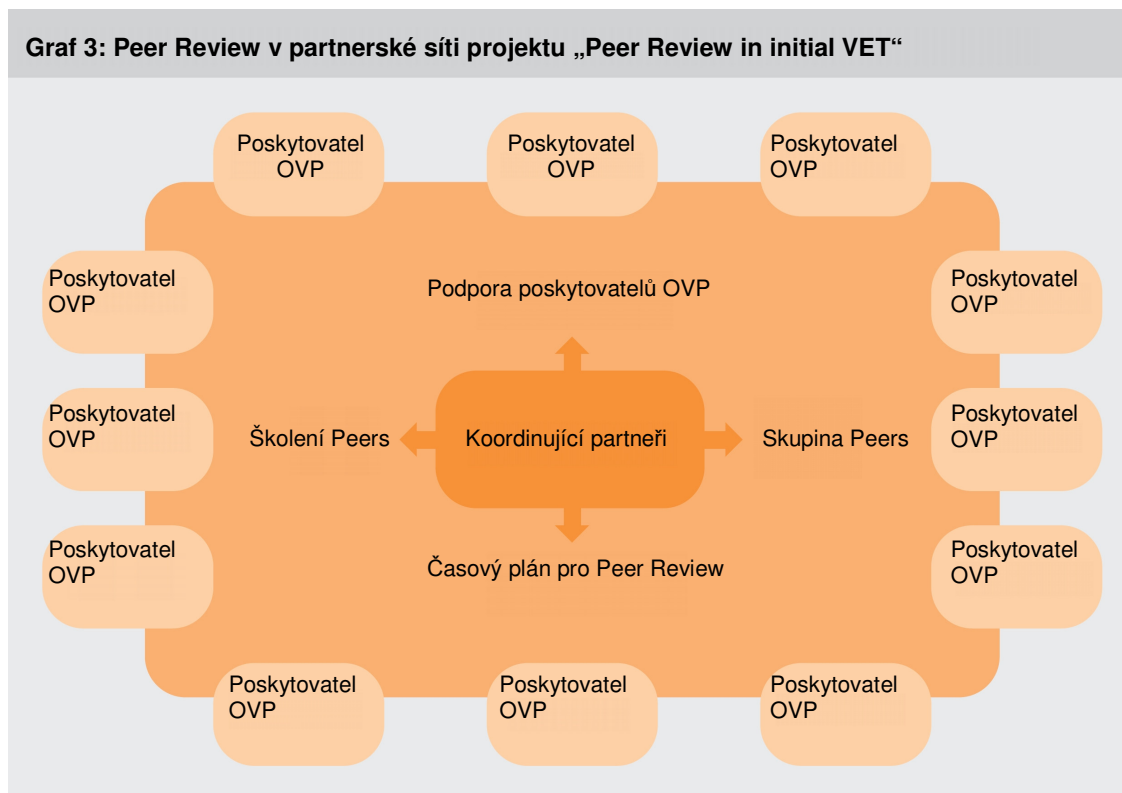 Graf 3: Peer Review v partnerské síti projektu „Peer Review in initial VET“
Poskytovatel
OVP
Poskytovatel
OVP
Poskytovatel
OVP
Poskytovatel
OVP
Podpora poskytovatelů OVP
Poskytovatel
OVP
Poskytovatel
OVP
Školení Peers
Koordinující partneři
Skupina Peers
Poskytovatel
OVP
Poskytovatel
OVP
Časový plán pro Peer Review
Poskytovatel
OVP
Poskytovatel
OVP
Poskytovatel
OVP
Poskytovatel
OVP